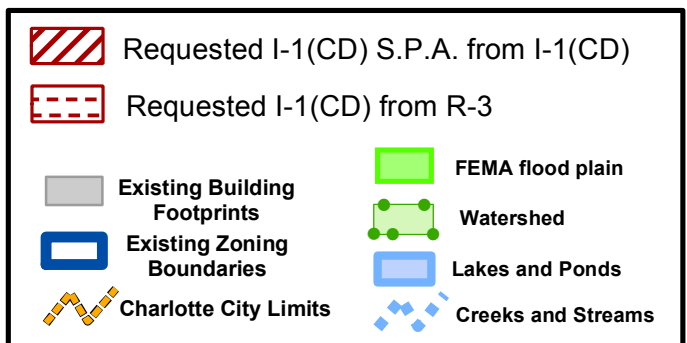 Requested I-1(CD) S.P.A. from I-1(CD)
Requested I-1(CD) from R-3
Existing Building
Footprints
Existing Zoning
Boundaries
Charlotte City Limits
FEMA flood plain
Watershed
Lakes and Ponds
Creeks and Streams